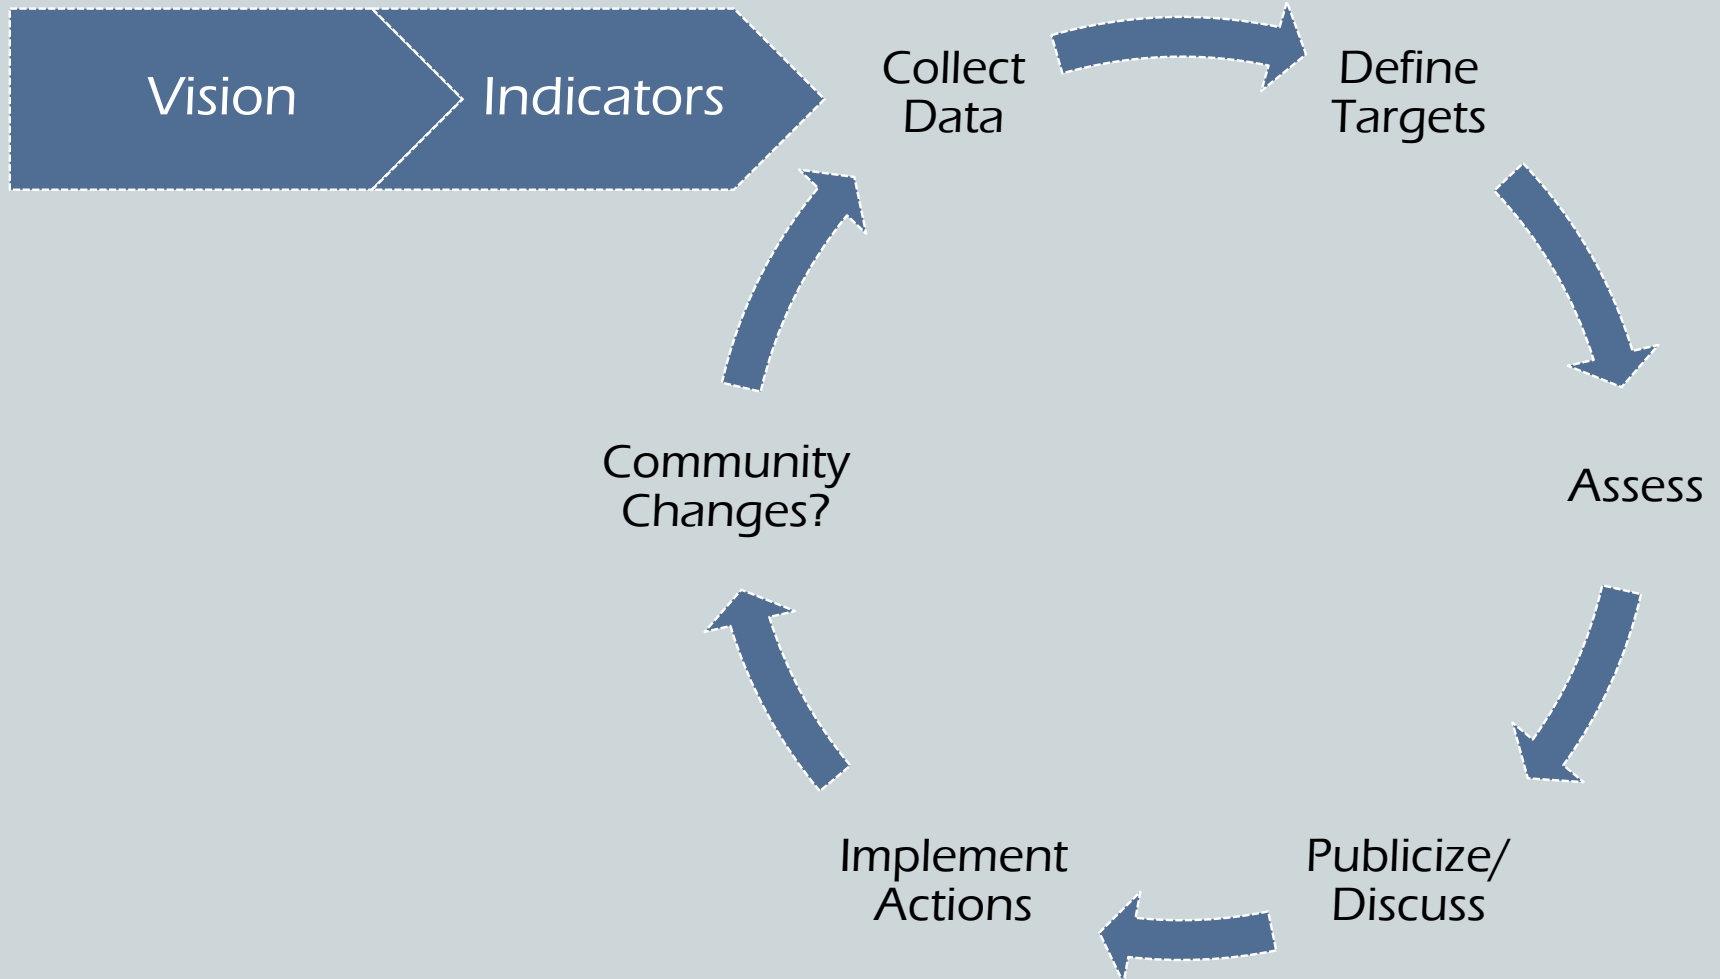 Vision
Indicators
Collect
Data
Define
Targets
Assess
Publicize/
Discuss
Implement
Actions
Community
Changes?